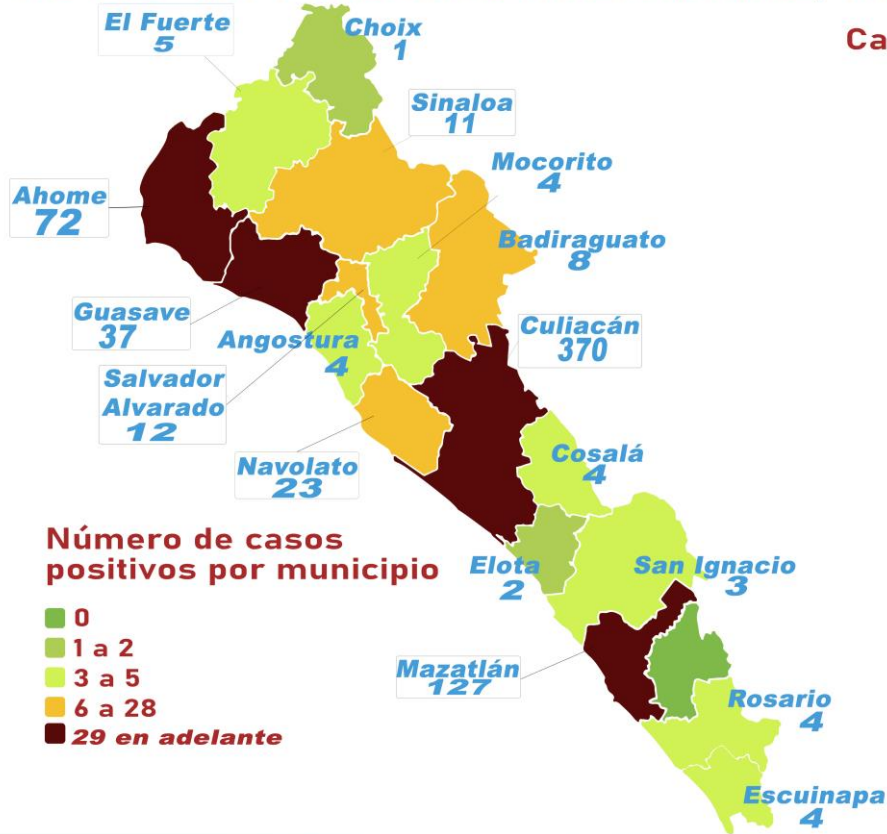 El Fuerte
5
Choix
1
Ca
Sinaloa
11
Mocorito
4
Ahome
72
Badiraguato
8
Guasave
37
Angostura
4
Culiacán
370
Salvador
Alvarado
12
Navolato
23
Cosalá
4
Número de casos
positivos por municipio
0
1 a 2
3 a 5
6 a 28
29 en adelante
Elota
2
San Ignacio
3
Mazatlán
127
Rosario
4
Escuinapa
4